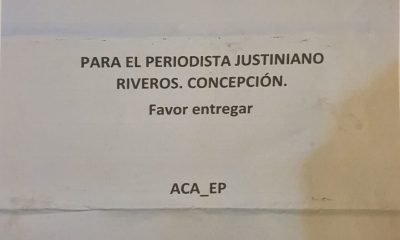 PARA EL PERIODISTA JUSTINIANO
RIVEROS. CONCEPCIÓN.
Favor entregar
ACA_EP